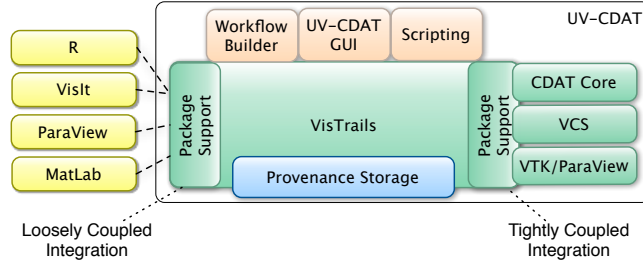 UV-CDAT
Workflow
Builder
UV-CDAT
GUI
Scripting
R
VisIt
ParaView
MatLab
Package
Support
VisTrails
Provenance Storage
Package
Support
CDAT Core
VCS
VTK/ParaView
Loosely Coupled
Integration
Tightly Coupled
Integration